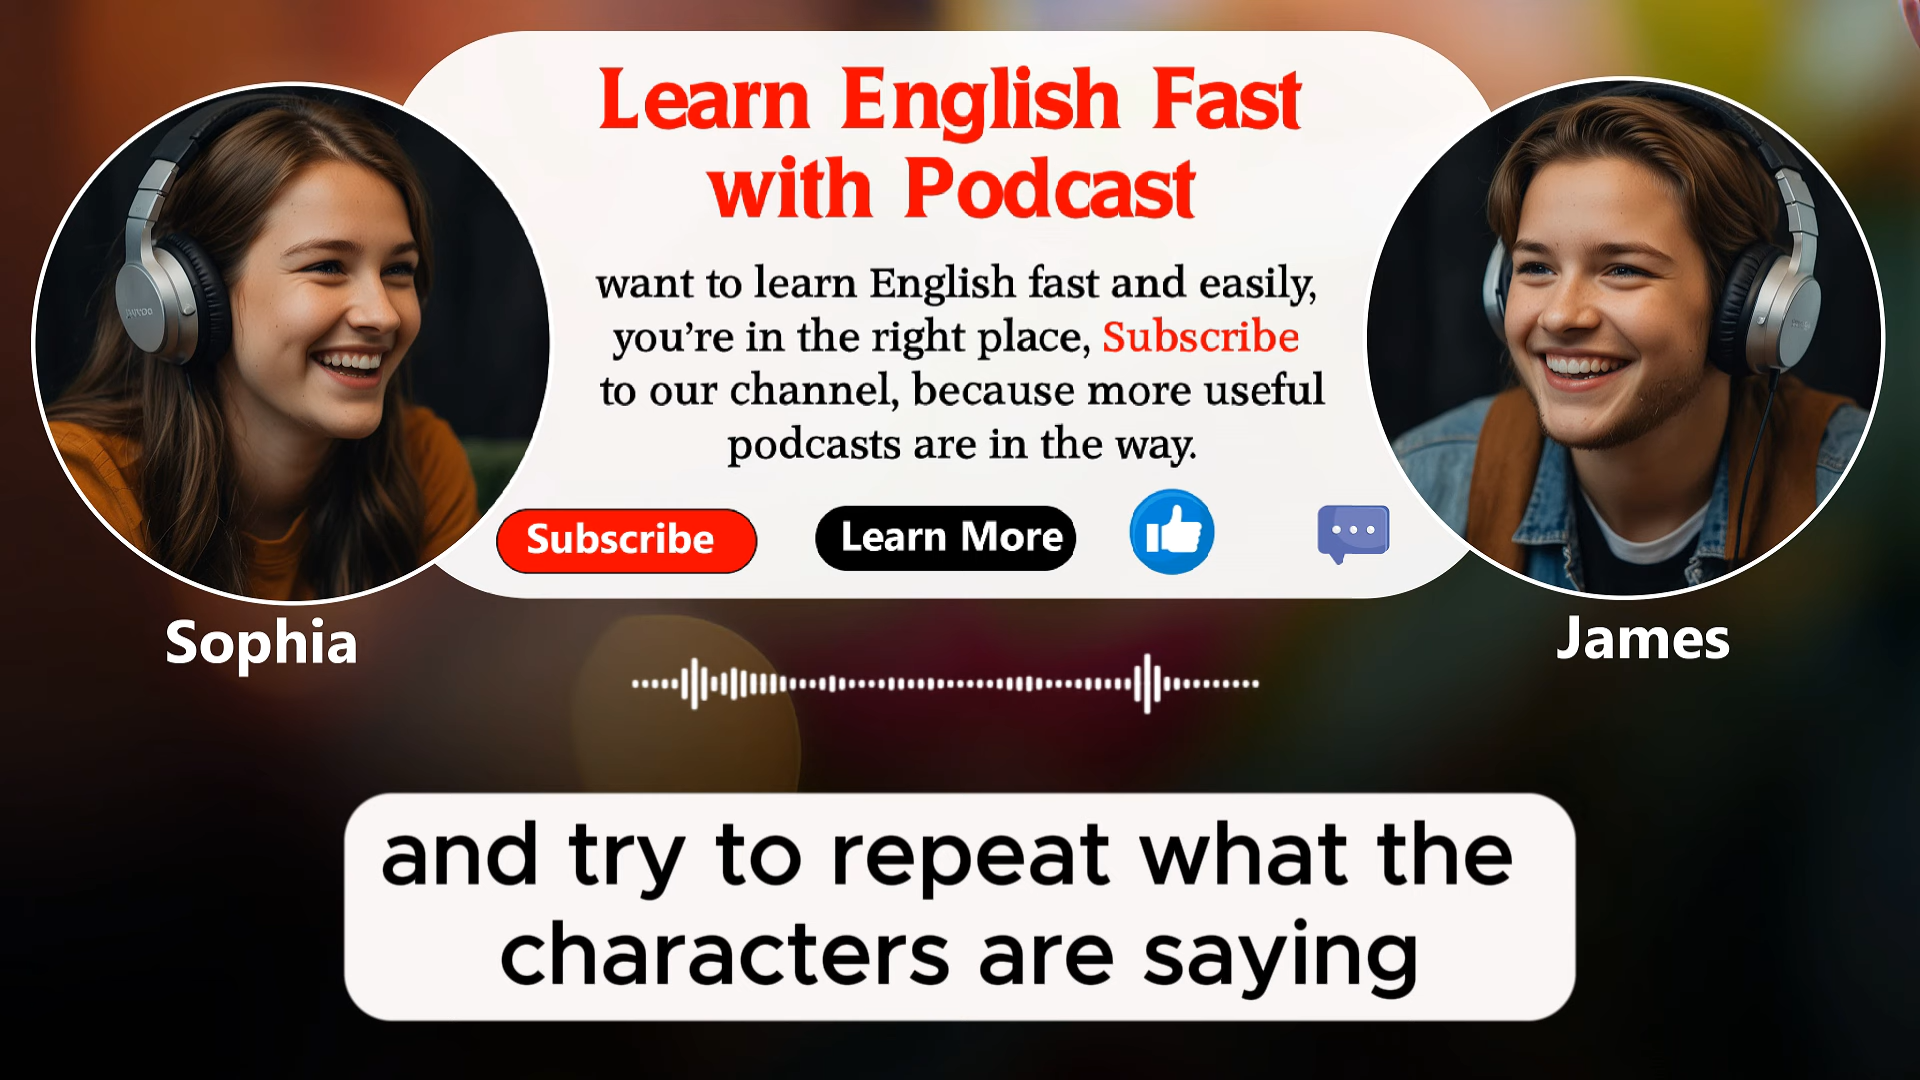 Learn English Fast
with Podcast
want to learn English fast and easily,
you're in the right place, Subscribe
to our channel, because more useful
podcasts are in the way.
Subscribe
Learn More
Sophia
James
and try to repeat what the
characters are saying